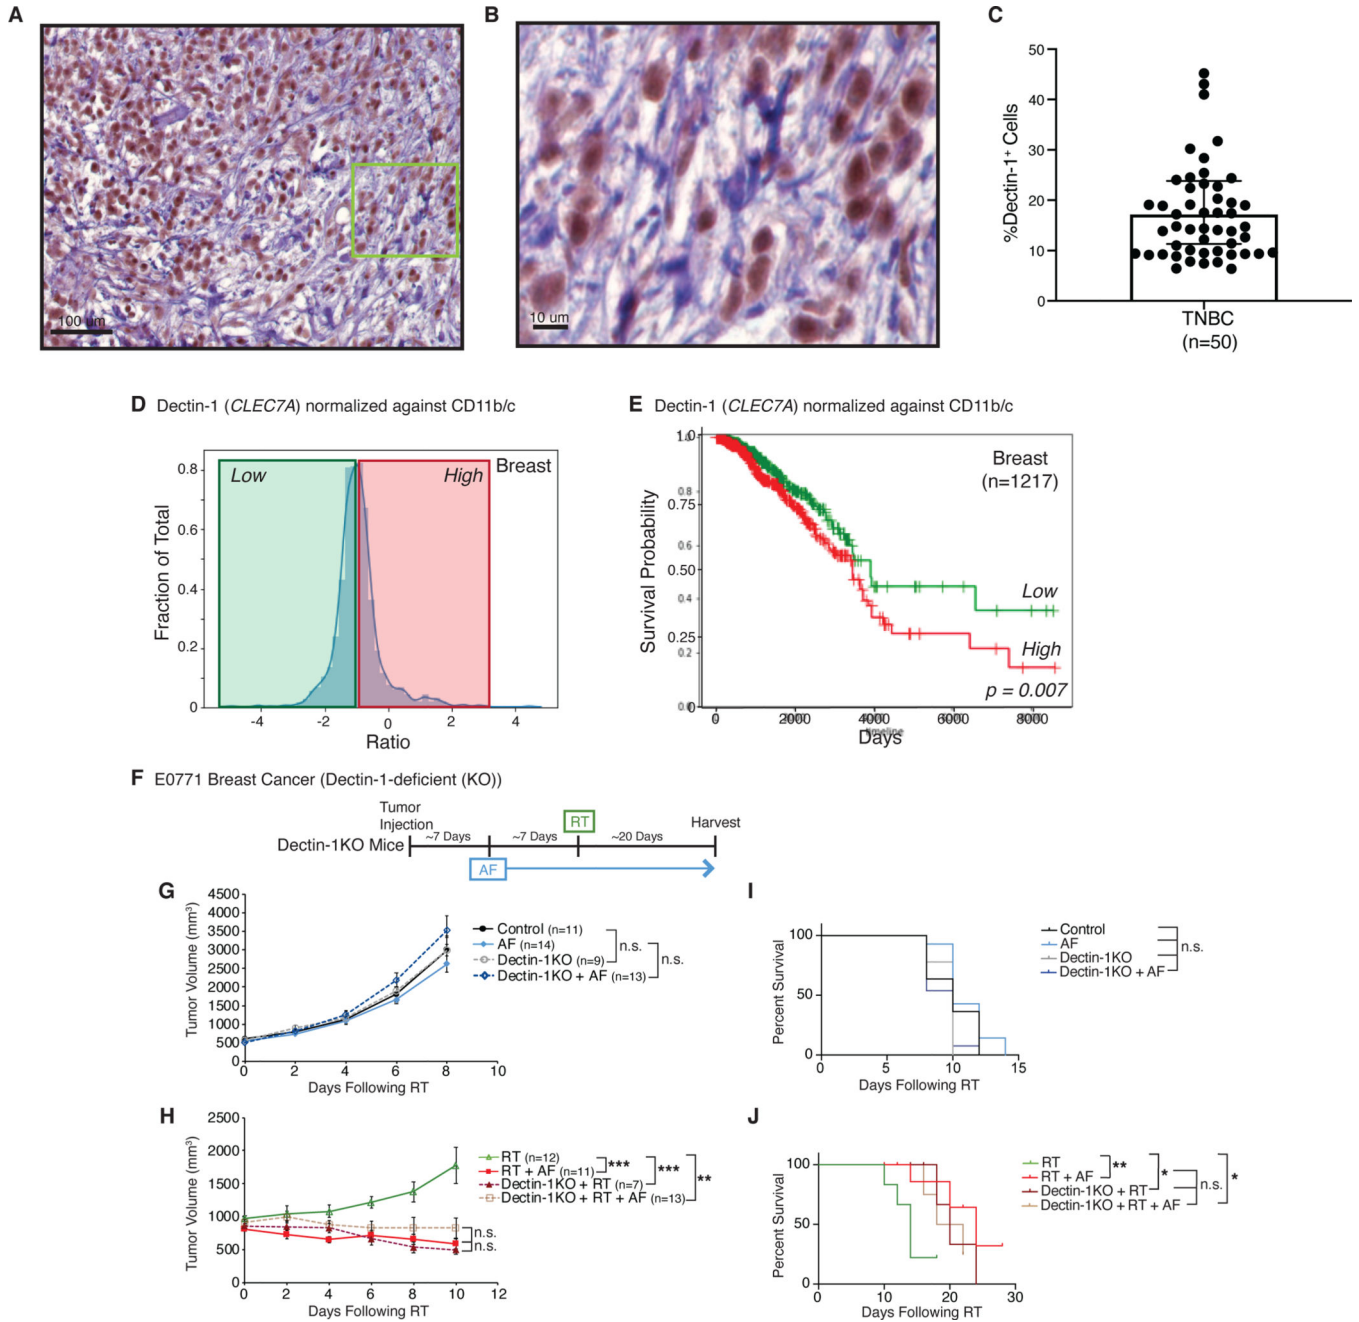 A
100 um
B
10 um
C
50
40
30
20
10
0
%Dectin-1+ Cells
TNBC
(n=50)
D Dectin-1 (CLEC7A) normalized against CD11b/c
Low
High
Breast
0.8
0.6
0.4
0.2
0
Fraction of Total
-4 -2 0 2 4
Ratio
E Dectin-1 (CLEC7A) normalized against CD11b/c
Breast
(n=1217)
1.0
0.8
0.75
0.6
0.50
0.4
0.25
0.2
0.0
Survival Probability
Low
High
p = 0.007
0 2000 4000 6000 8000
timeline
Days
F E0771 Breast Cancer (Dectin-1-deficient (KO))
Tumor
Injection
RT
Harvest
~7 Days ~7 Days ~20 Days
Dectin-1KO Mice
AF
G
4500
4000
3500
3000
2500
2000
1500
1000
500
0
Tumor Volume (mm3)
0 2 4 6 8 10
Days Following RT
Control (n=11)
AF (n=14)
Dectin-1KO (n=9)
Dectin-1KO + AF (n=13)
n.s.
n.s.
I
100
50
0
Percent Survival
0 5 10 15
Days Following RT
Control
AF
Dectin-1KO
Dectin-1KO + AF
n.s.
H
2500
2000
1500
1000
500
0
Tumor Volume (mm3)
0 2 4 6 8 10 12
Days Following RT
RT (n=12)
RT + AF (n=11)
Dectin-1KO + RT (n=7)
Dectin-1KO + RT + AF (n=13)
***
***
**
n.s.
n.s.
J
100
50
0
Percent Survival
0 10 20 30
Days Following RT
RT
RT + AF
Dectin-1KO + RT
Dectin-1KO + RT + AF
**
*
n.s.
*